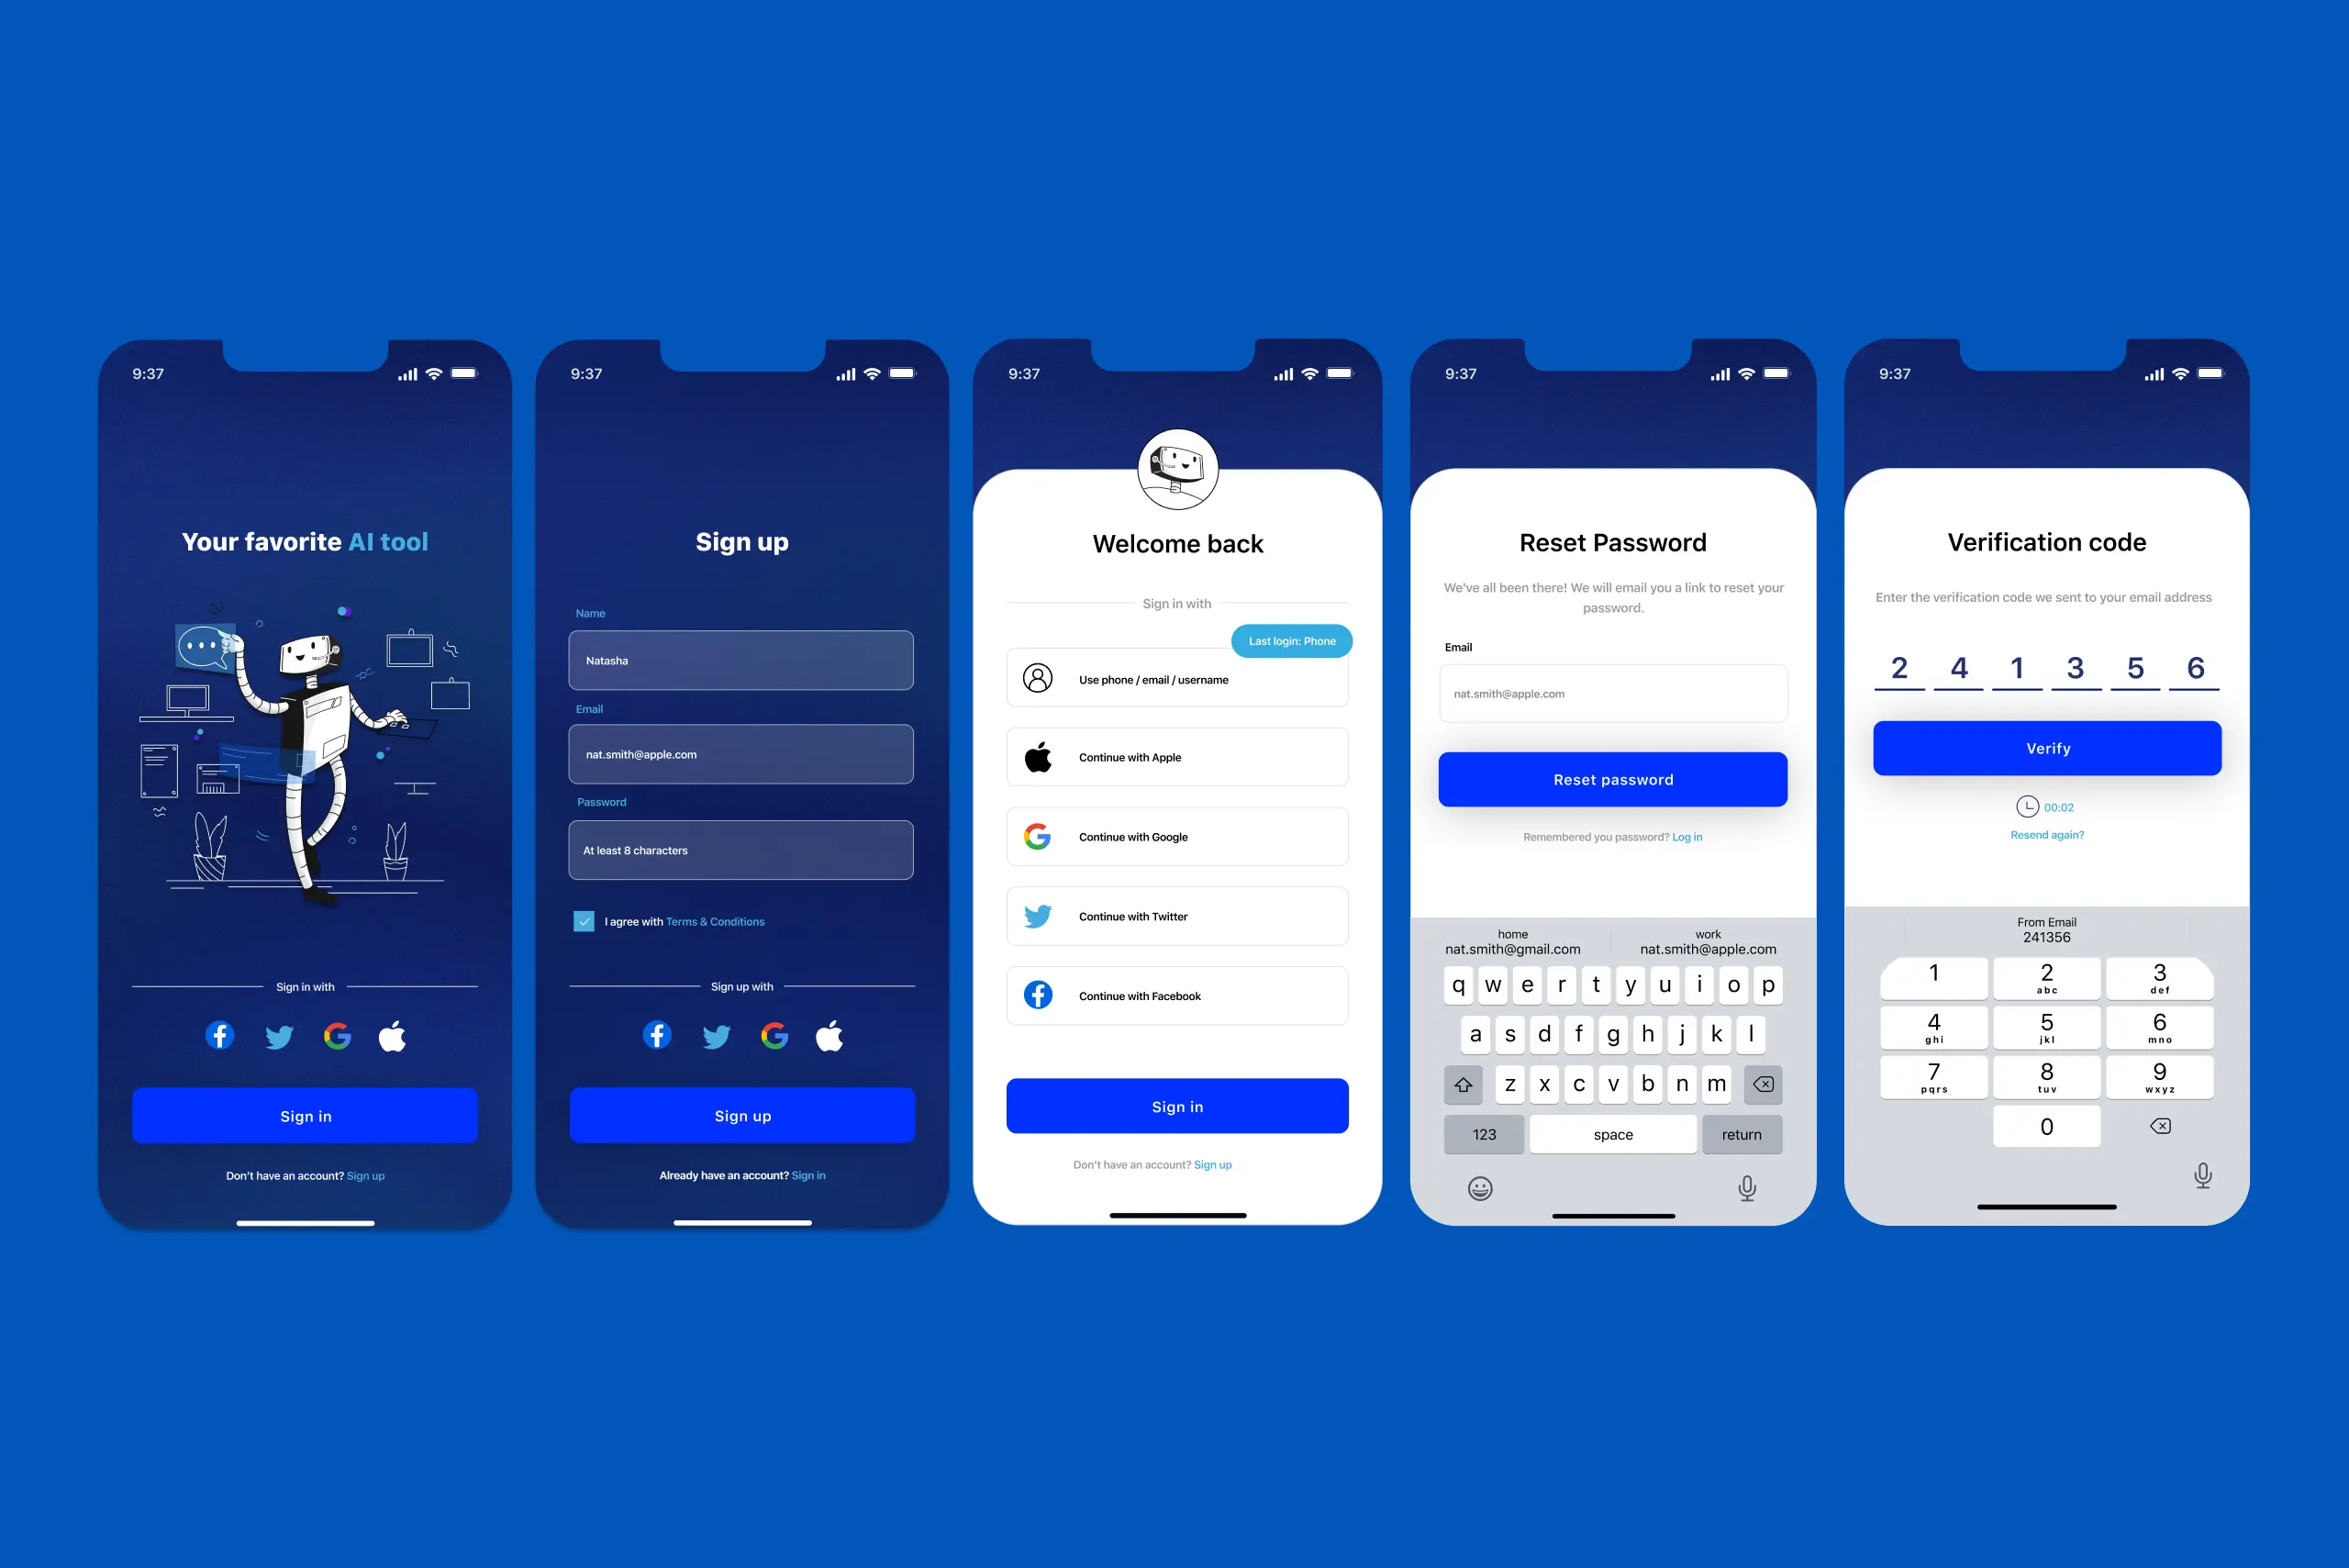 9:37
Your favorite AI tool
Sign in with
Sign in
Don't have an account? Sign up
9:37
Sign up
Name
Natasha
Email
nat.smith@apple.com
Password
At least 8 characters
I agree with Terms & Conditions
Sign up with
Sign up
Already have an account? Sign in
9:37
Welcome back
Sign in with
Last login: Phone
Use phone / email / username
Continue with Apple
Continue with Google
Continue with Twitter
Continue with Facebook
Sign in
Don't have an account? Sign up
9:37
Reset Password
We've all been there! We will email you a link to reset your
password.
Email
nat.smith@apple.com
Reset password
Remembered you password? Log in
home work
nat.smith@gmail.com nat.smith@apple.com
q w e r t y u i o p
a s d f g h j k l
z x c v b n m
123 space return
9:37
Verification code
Enter the verification code we sent to your email address
2 4 1 3 5 6
Verify
00:02
Resend again?
From Email
241356
1 2 3
abc def
4 5 6
ghi jkl mno
7 8 9
pqrs tuv wxyz
0